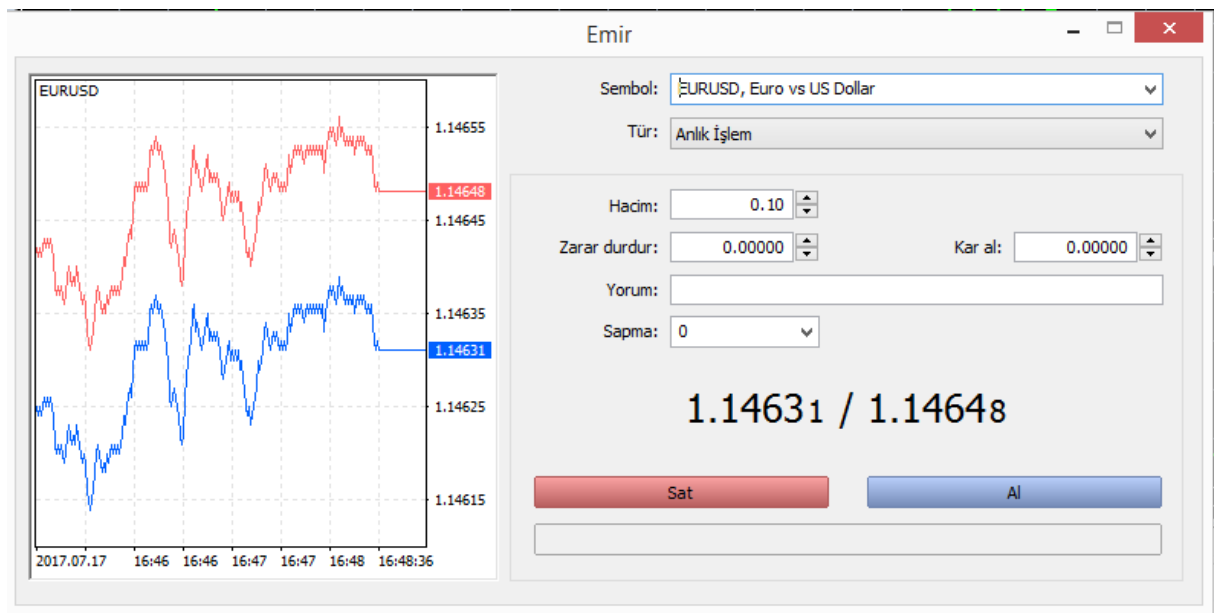 Emir
EURUSD
1.14655
1.14648
1.14645
1.14635
1.14631
1.14625
1.14615
2017.07.17 16:46 16:46 16:47 16:47 16:48 16:48:36
Sembol: EURUSD, Euro vs US Dollar
Tür: Anlık İşlem
Hacim: 0.10
Zarar durdur: 0.00000 Kar al: 0.00000
Yorum:
Sapma: 0
1.14631 / 1.14648
Sat Al